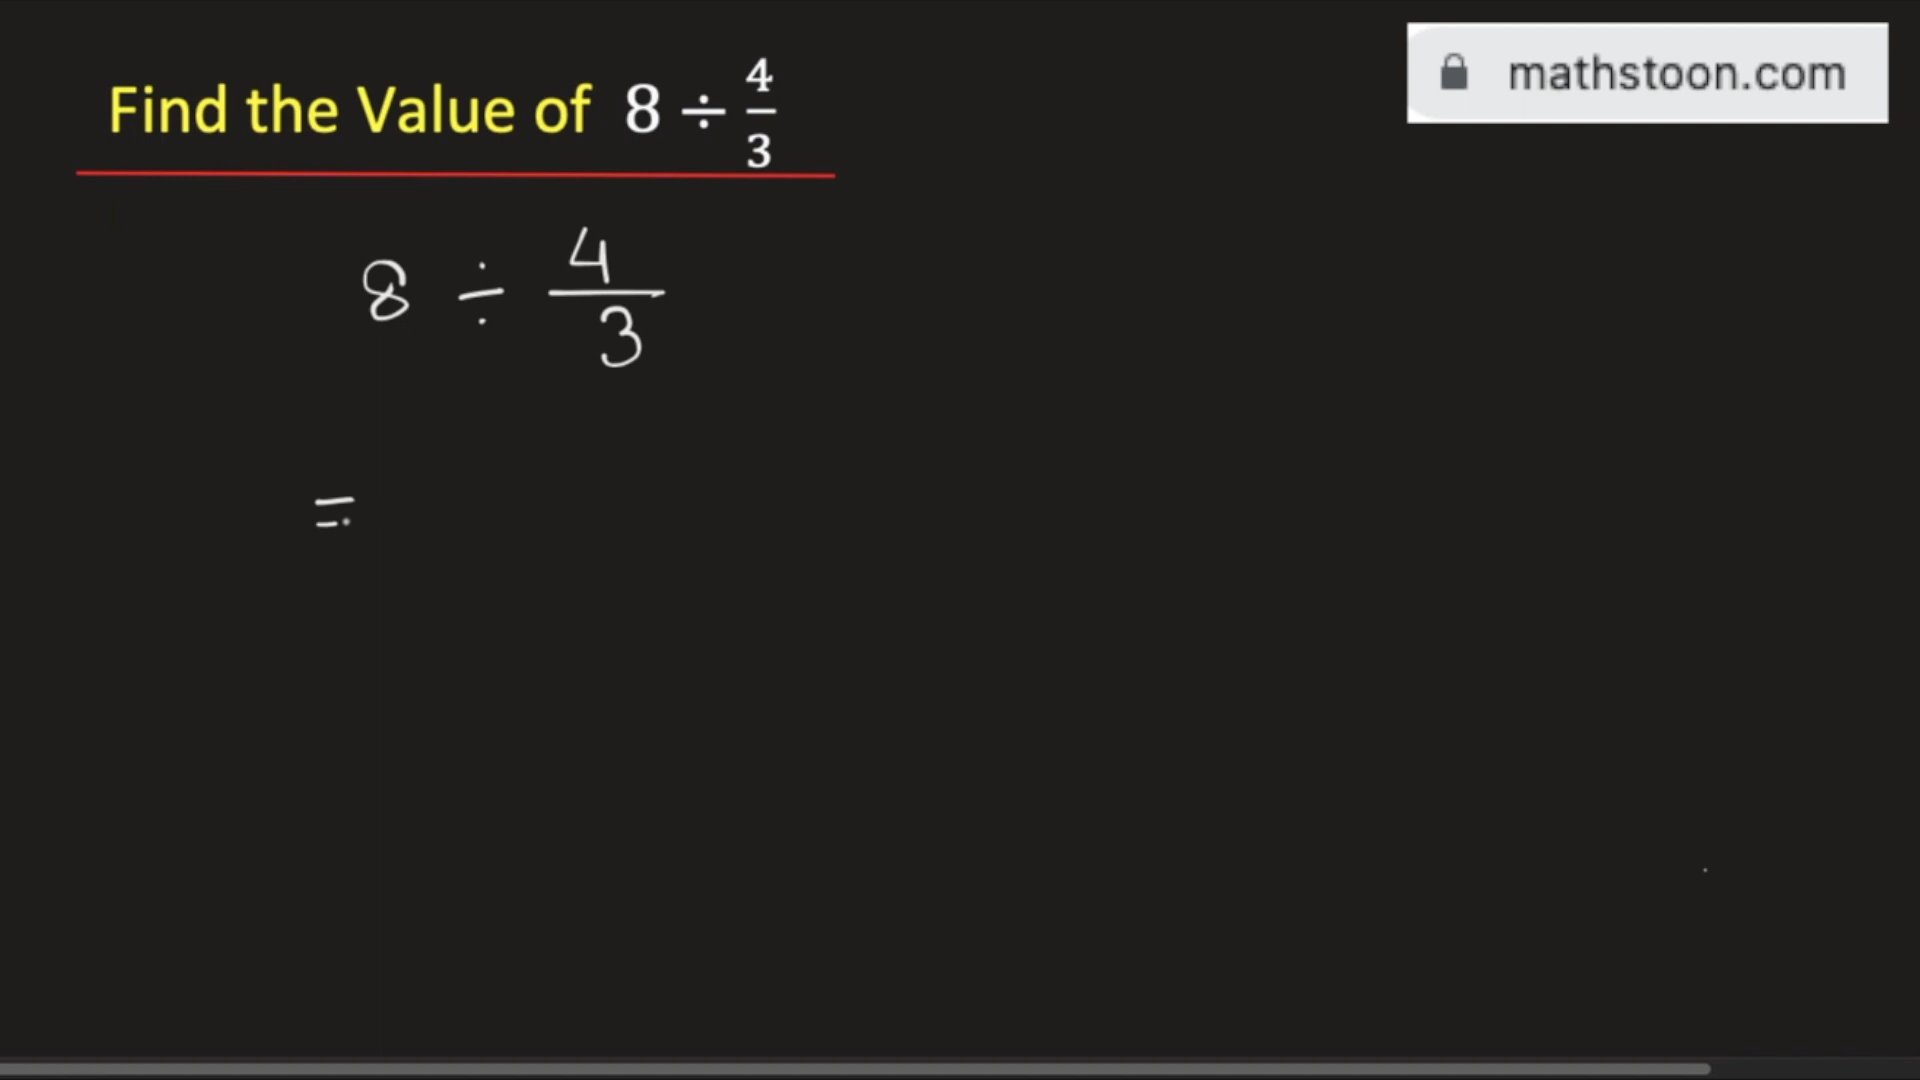 Find the Value of 8 ÷ 4/3
mathstoon.com
8 ÷ 4/3
=